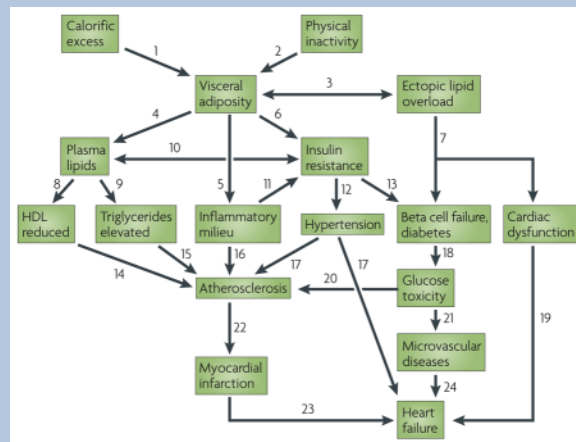 Calorific
excess
Physical
inactivity
1
2
Visceral
adiposity
3
Ectopic lipid
overload
4
6
7
Plasma
lipids
10
Insulin
resistance
8
9
5
11
12
13
HDL
reduced
Triglycerides
elevated
Inflammatory
milieu
Hypertension
Beta cell failure,
diabetes
Cardiac
dysfunction
14
15
16
17
17
18
Atherosclerosis
20
Glucose
toxicity
19
22
21
Microvascular
diseases
Myocardial
infarction
24
23
Heart
failure